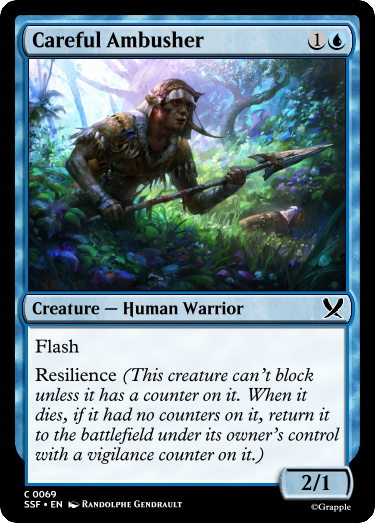 Careful Ambusher 1
Creature — Human Warrior
Flash
Resilience (This creature can't block
unless it has a counter on it. When it
dies, if it had no counters on it, return it
to the battlefield under its owner's control
with a vigilance counter on it.)
2/1
C 0069
SSF • EN Randolphe Gendrault
©Grapple